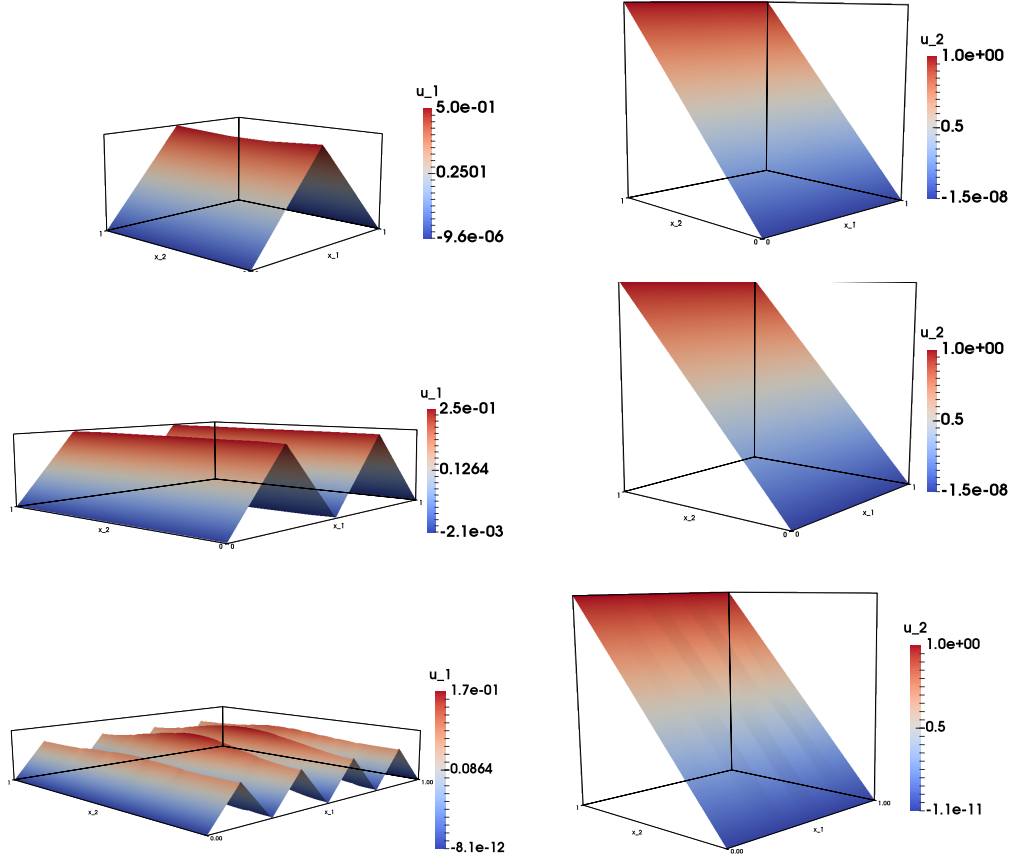 u_1
5.0e-01
0.2501
-9.6e-06
1
x_2
x_1
1
u_2
1.0e+00
0.5
-1.5e-08
1
x_2
0 0
x_1
1
u_1
2.5e-01
0.1264
-2.1e-03
1
x_2
0 0
x_1
1
u_2
1.0e+00
0.5
-1.5e-08
1
x_2
0 0
x_1
1
u_1
1.7e-01
0.0864
-8.1e-12
1
x_2
0.00
x_1
1.00
u_2
1.0e+00
0.5
-1.1e-11
1
x_2
0.00
x_1
1.00